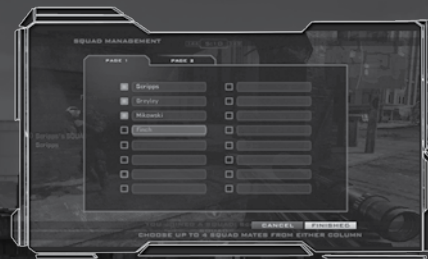 SQUAD MANAGEMENT
PAGE 1
PAGE 2
Scripps
Grayley
Mikowski
Finch
Scripps
CANCEL
FINISHED
CHOOSE UP TO 4 SQUAD MATES FROM EITHER COLUMN